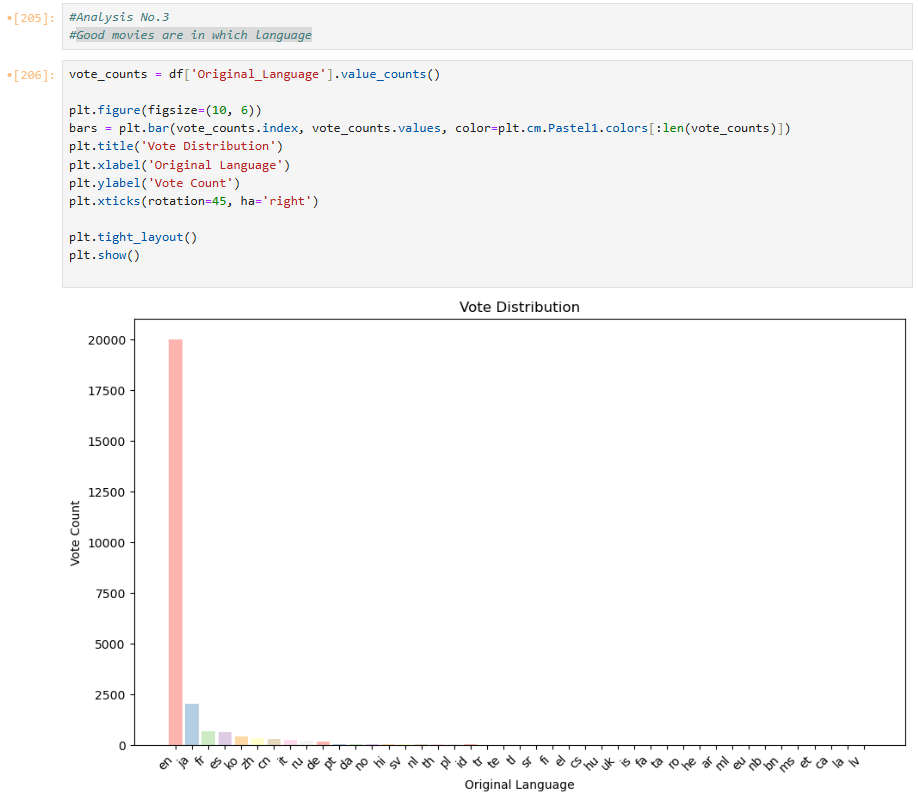 [205]: #Analysis No.3
#Good movies are in which language
[206]: vote_counts = df['Original_Language'].value_counts()
plt.figure(figsize=(10, 6))
bars = plt.bar(vote_counts.index, vote_counts.values, color=plt.cm.Pastel1.colors[:len(vote_counts)])
plt.title('Vote Distribution')
plt.xlabel('Original Language')
plt.ylabel('Vote Count')
plt.xticks(rotation=45, ha='right')
plt.tight_layout()
plt.show()
Vote Distribution
20000
17500
15000
12500
10000
7500
5000
2500
0
Vote Count
en ja fr es ko zh cn it ru de pt da no hi sv nl th pl id tr te tl sr fi el cs hu uk is fa ta ro he ar ml eu nb bn ms et ca la lv
Original Language